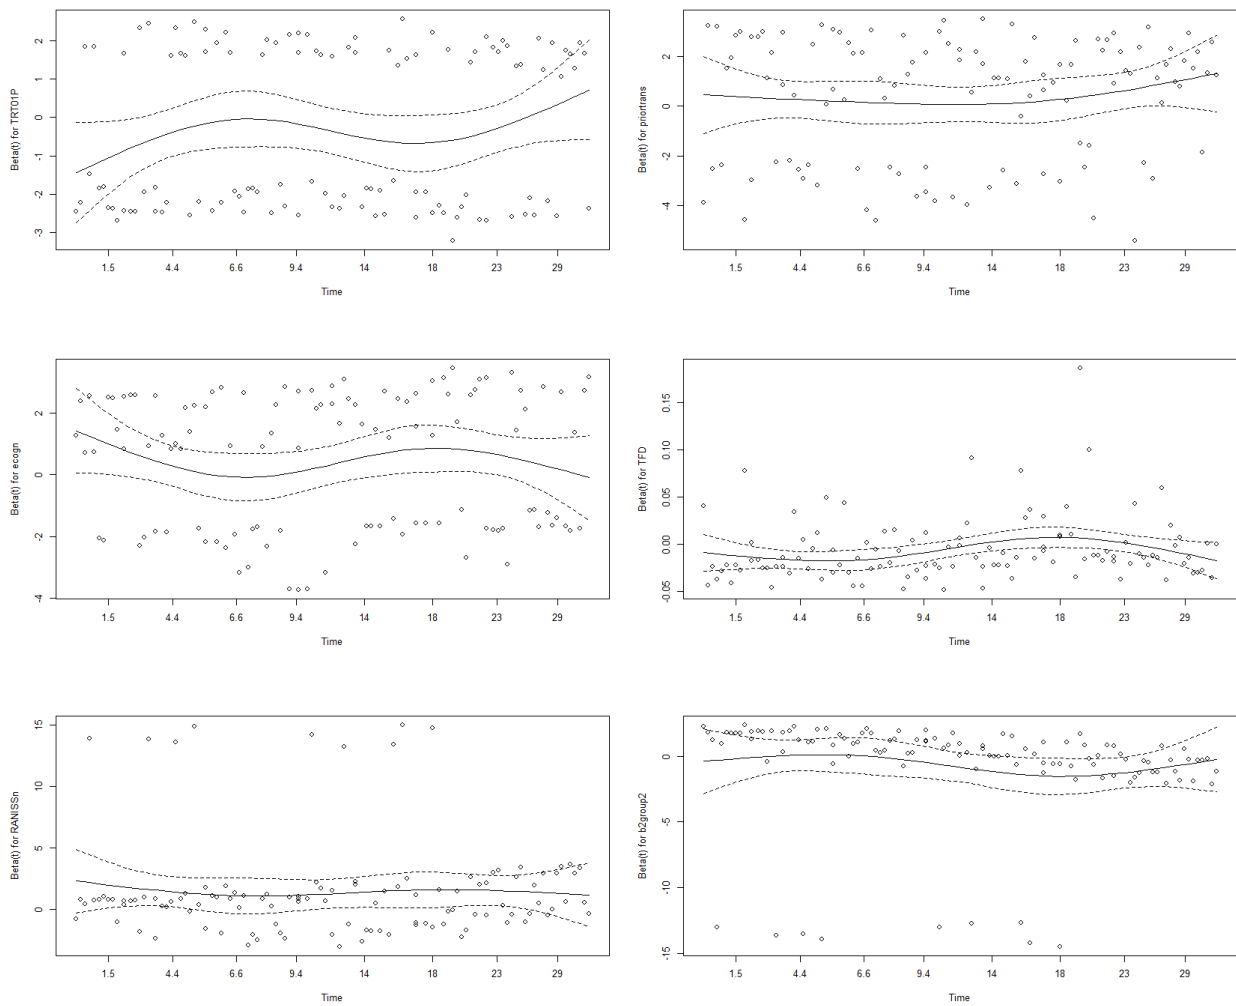 Beta(t) for TRT01P
2
1
0
-1
-2
-3
1.5 4.4 6.6 9.4 14 18 23 29
Time
Beta(t) for priortrans
2
0
-2
-4
1.5 4.4 6.6 9.4 14 18 23 29
Time
Beta(t) for ecogn
2
0
-2
-4
1.5 4.4 6.6 9.4 14 18 23 29
Time
Beta(t) for TFD
0.15
0.10
0.05
0.00
-0.05
1.5 4.4 6.6 9.4 14 18 23 29
Time
Beta(t) for RANISSn
15
10
5
0
1.5 4.4 6.6 9.4 14 18 23 29
Time
Beta(t) for b2group2
0
-5
-10
-15
1.5 4.4 6.6 9.4 14 18 23 29
Time